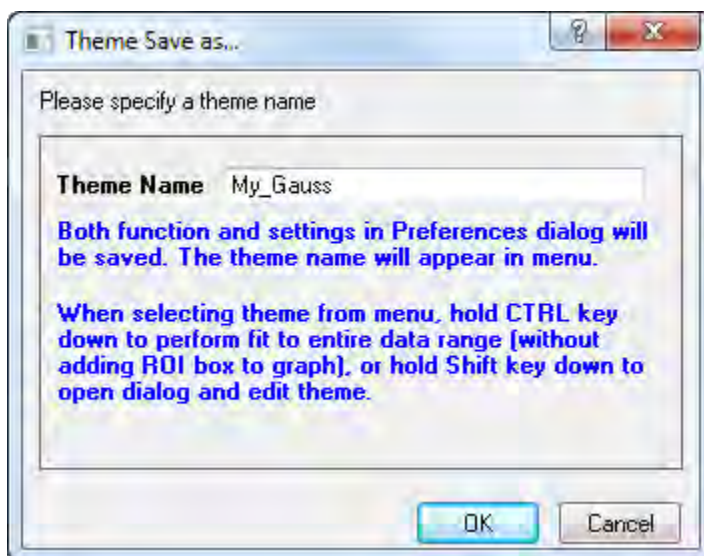 Theme Save as...
Please specify a theme name
Theme Name My_Gauss
Both function and settings in Preferences dialog will
be saved. The theme name will appear in menu.
When selecting theme from menu, hold CTRL key
down to perform fit to entire data range (without
adding ROI box to graph), or hold Shift key down to
open dialog and edit theme.
OK Cancel